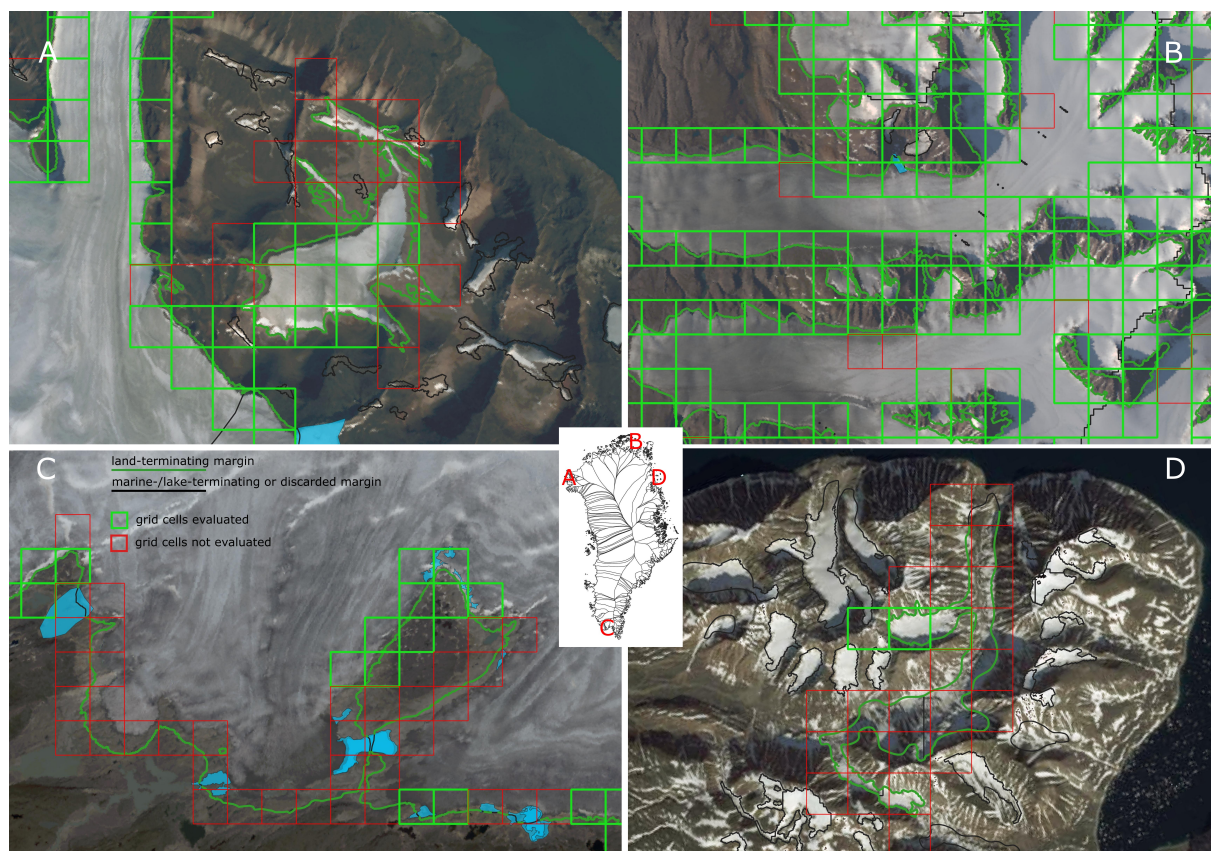 A
B
C
land-terminating margin
marine-/lake-terminating or discarded margin
grid cells evaluated
grid cells not evaluated
B
A
D
C
D